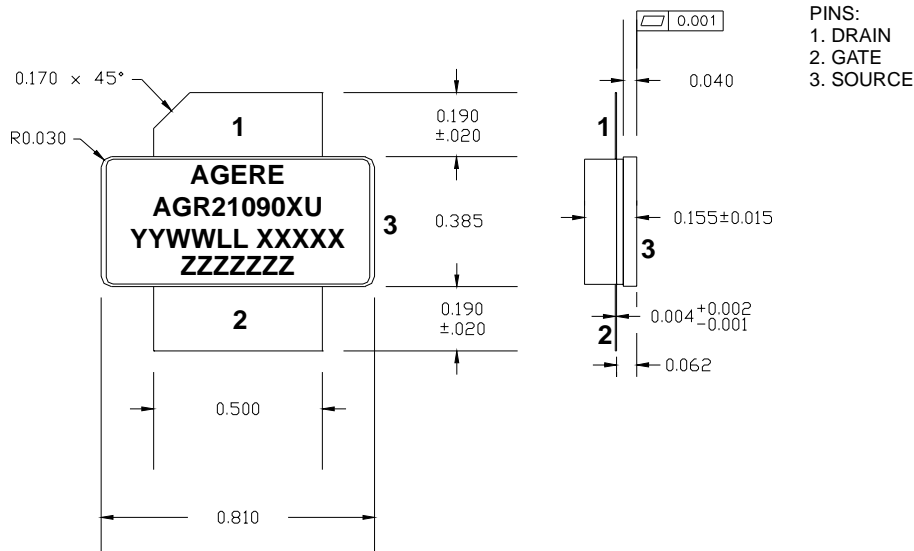 0.001
PINS:
1. DRAIN
2. GATE
3. SOURCE
0.170 × 45°
0.040
0.190
±.020
R0.030
1
1
AGERE
AGR21090XU
YYWWLL XXXXX
ZZZZZZZ
3
0.385
0.155±0.015
3
2
0.190
±.020
0.004 +0.002
-0.001
2
0.062
0.500
0.810